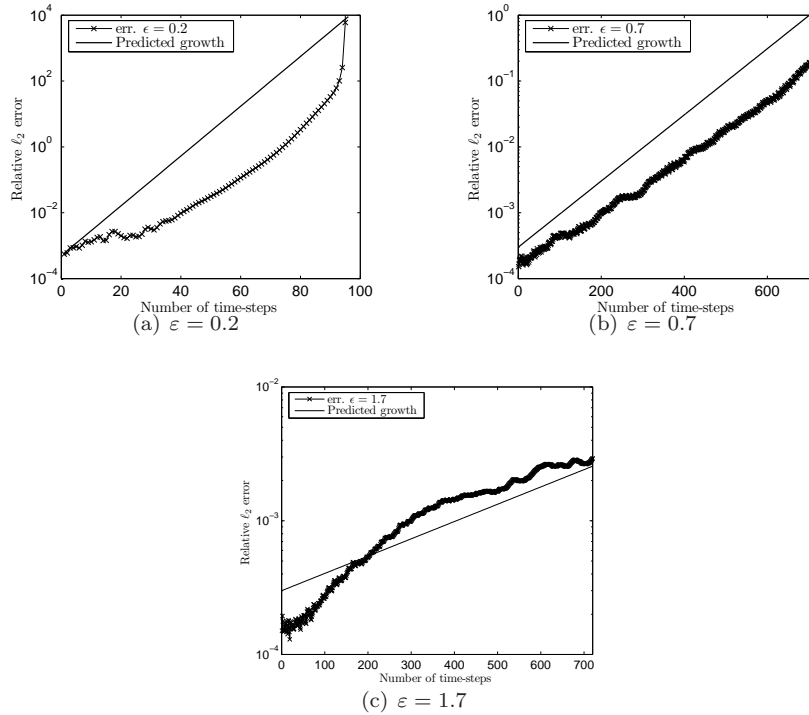 10^4
10^2
10^0
10^-2
10^-4
Relative ℓ2 error
err. ϵ = 0.2
Predicted growth
0 20 40 60 80 100
Number of time-steps
(a) ε = 0.2
10^0
10^-1
10^-2
10^-3
10^-4
Relative ℓ2 error
err. ϵ = 0.7
Predicted growth
0 200 400 600
Number of time-steps
(b) ε = 0.7
10^-2
10^-3
10^-4
Relative ℓ2 error
err. ϵ = 1.7
Predicted growth
0 100 200 300 400 500 600 700
Number of time-steps
(c) ε = 1.7